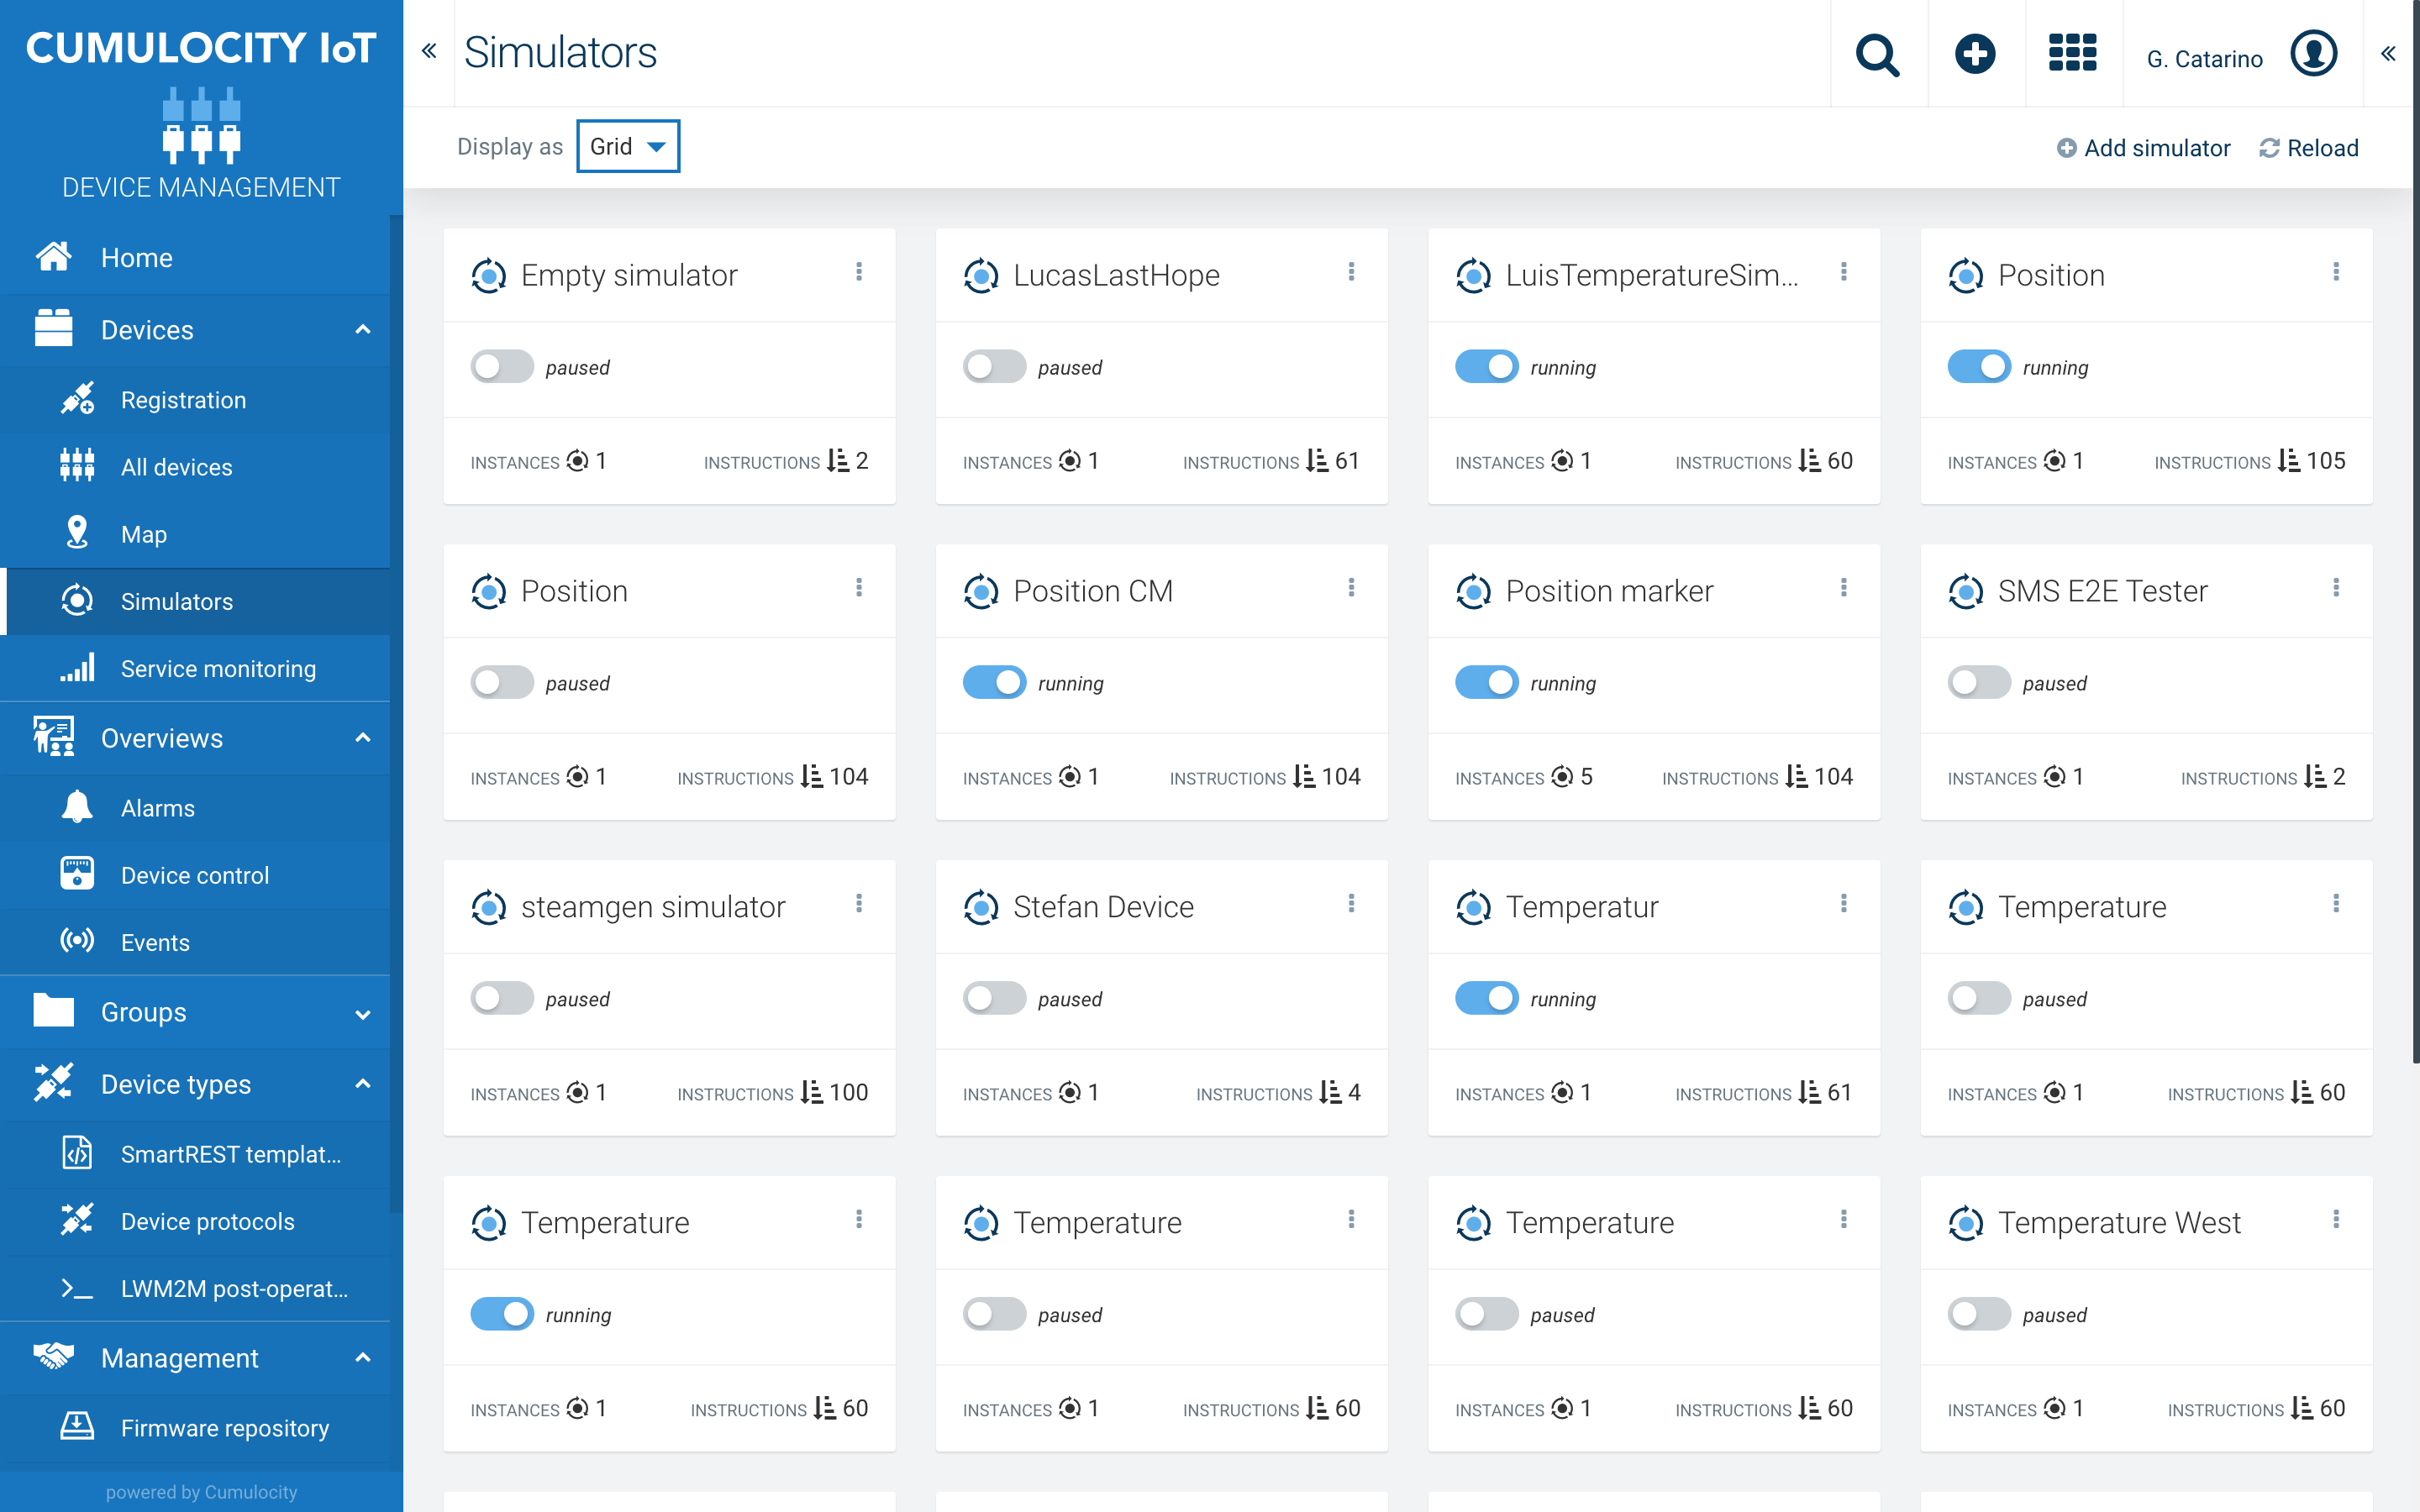 CUMULOCITY IoT
DEVICE MANAGEMENT
Home
Devices
Registration
All devices
Map
Simulators
Service monitoring
Overviews
Alarms
Device control
Events
Groups
Device types
SmartREST templat...
Device protocols
LWM2M post-operat...
Management
Firmware repository
powered by Cumulocity
Simulators
G. Catarino
Display as Grid
Add simulator Reload
Empty simulator
paused
INSTANCES 1 INSTRUCTIONS 2
LucasLastHope
paused
INSTANCES 1 INSTRUCTIONS 61
LuisTemperatureSim...
running
INSTANCES 1 INSTRUCTIONS 60
Position
running
INSTANCES 1 INSTRUCTIONS 105
Position
paused
INSTANCES 1 INSTRUCTIONS 104
Position CM
running
INSTANCES 1 INSTRUCTIONS 104
Position marker
running
INSTANCES 5 INSTRUCTIONS 104
SMS E2E Tester
paused
INSTANCES 1 INSTRUCTIONS 2
steamgen simulator
paused
INSTANCES 1 INSTRUCTIONS 100
Stefan Device
paused
INSTANCES 1 INSTRUCTIONS 4
Temperatur
running
INSTANCES 1 INSTRUCTIONS 61
Temperature
paused
INSTANCES 1 INSTRUCTIONS 60
Temperature
running
INSTANCES 1 INSTRUCTIONS 60
Temperature
paused
INSTANCES 1 INSTRUCTIONS 60
Temperature
paused
INSTANCES 1 INSTRUCTIONS 60
Temperature West
paused
INSTANCES 1 INSTRUCTIONS 60